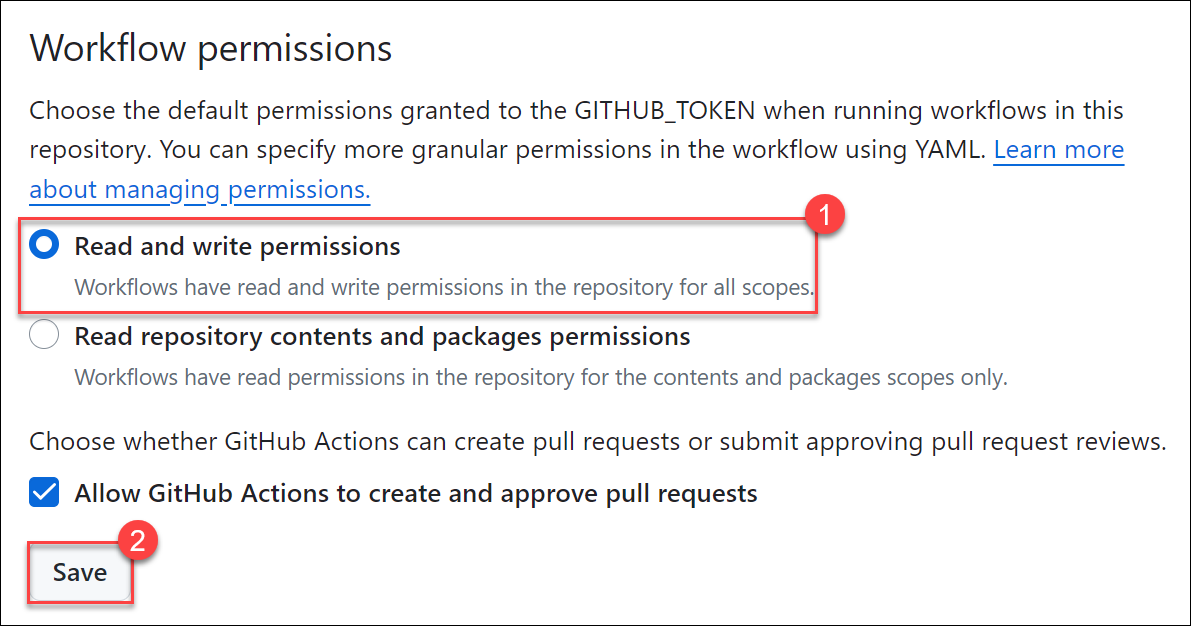 Workflow permissions
Choose the default permissions granted to the GITHUB_TOKEN when running workflows in this
repository. You can specify more granular permissions in the workflow using YAML. Learn more
about managing permissions.
1
Read and write permissions
Workflows have read and write permissions in the repository for all scopes.
Read repository contents and packages permissions
Workflows have read permissions in the repository for the contents and packages scopes only.
Choose whether GitHub Actions can create pull requests or submit approving pull request reviews.
Allow GitHub Actions to create and approve pull requests
2
Save